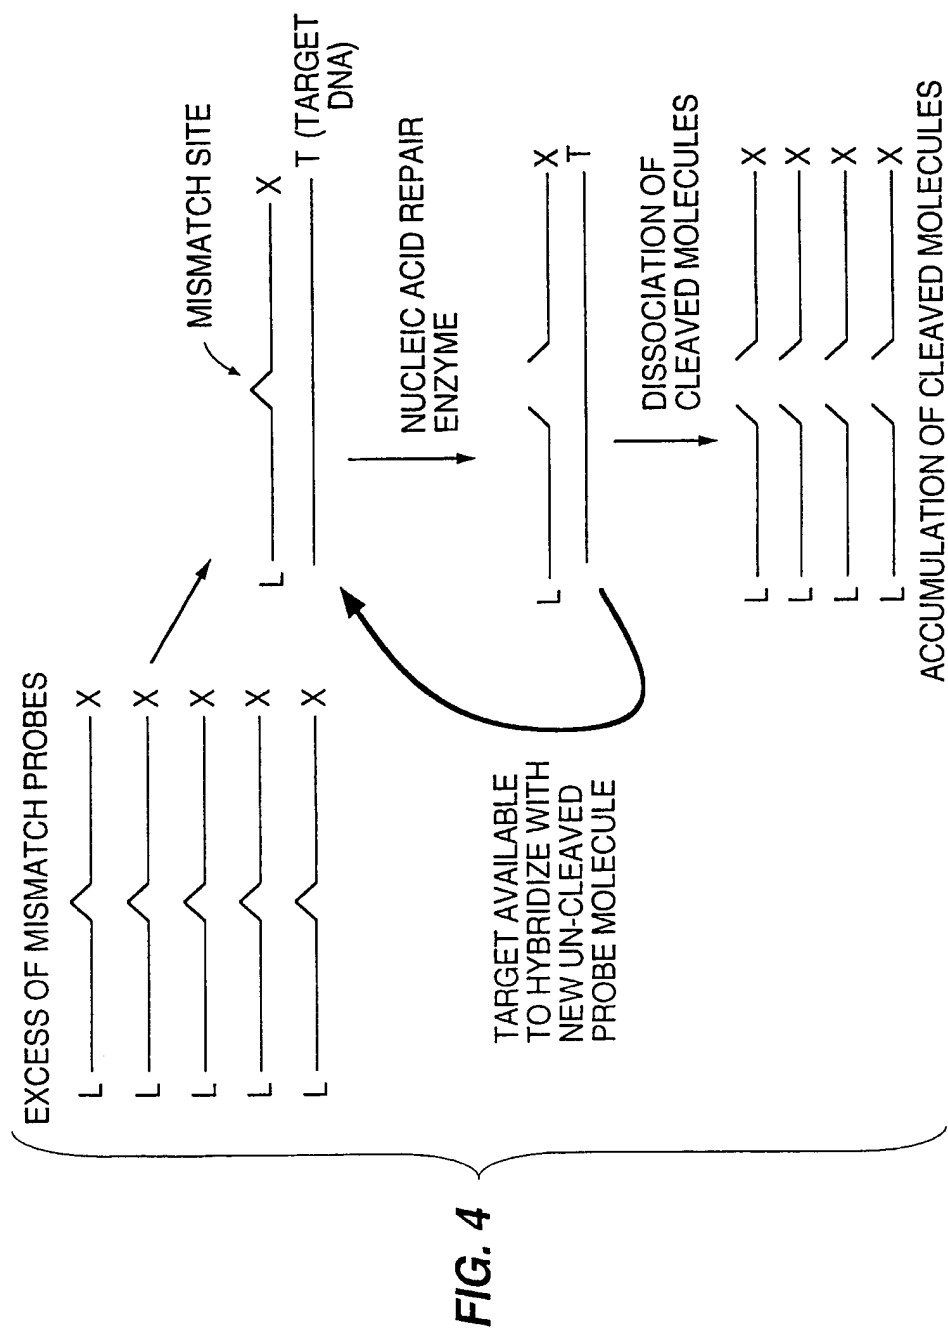 EXCESS OF MISMATCH PROBES
L X
L X
L X
L X
L X
MISMATCH SITE
L X
T (TARGET
DNA)
NUCLEIC ACID REPAIR
ENZYME
L X
T
TARGET AVAILABLE
TO HYBRIDIZE WITH
NEW UN-CLEAVED
PROBE MOLECULE
DISSOCIATION OF
CLEAVED MOLECULES
L X
L X
L X
L X
ACCUMULATION OF CLEAVED MOLECULES
FIG. 4